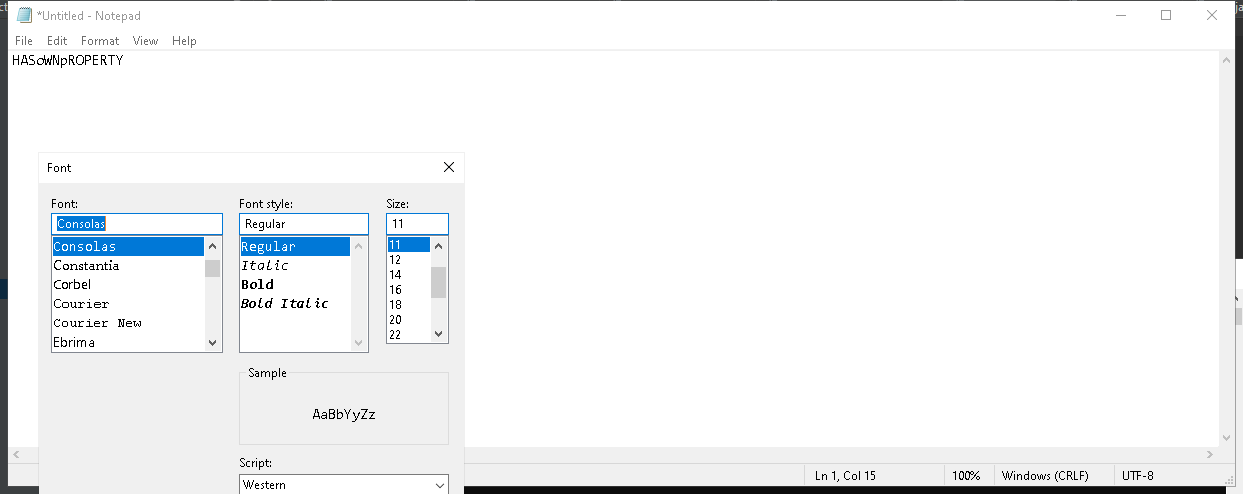 *Untitled - Notepad
File Edit Format View Help
HASoWNpROPERTY
Font
Font: Font style: Size:
Consolas Regular 11
Consolas Regular 11
Constantia Italic 12
Corbel Bold 14
Courier Bold Italic 16
Courier New 18
Ebrima 20
22
Sample
AaBbYyZz
Script:
Western
Ln 1, Col 15 100% Windows (CRLF) UTF-8